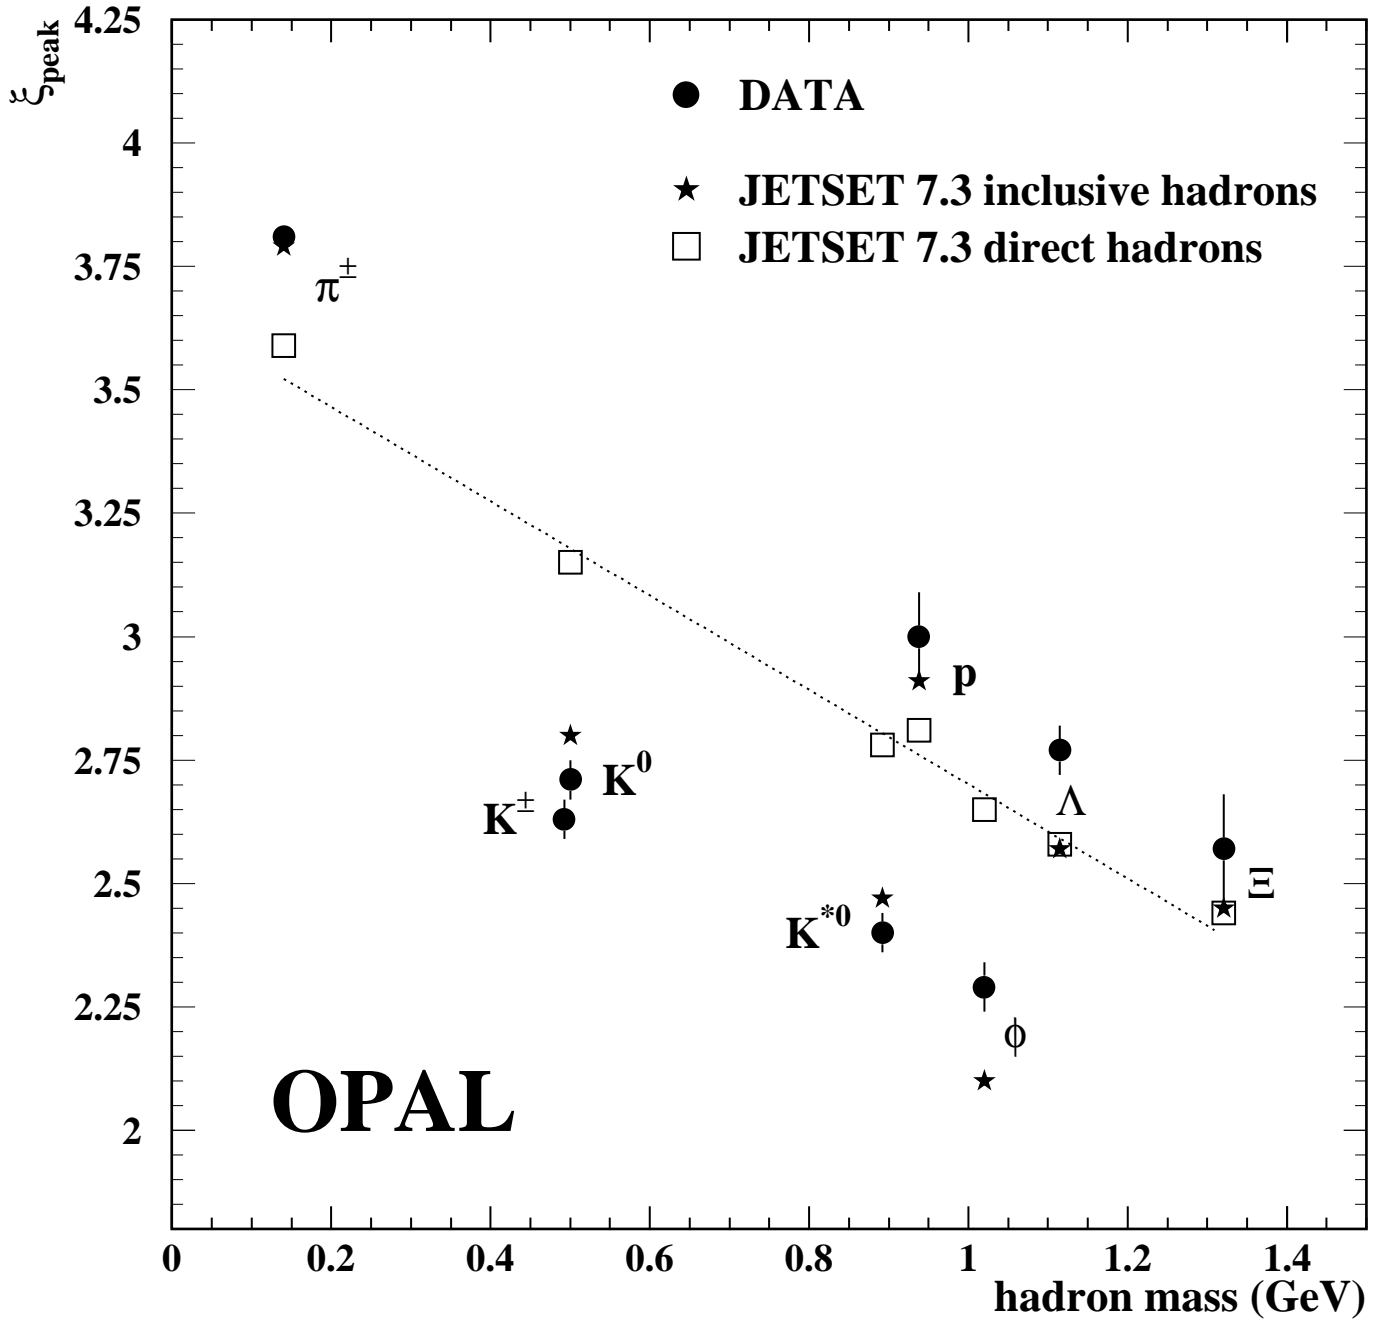 ξpeak
4.25
4
3.75
3.5
3.25
3
2.75
2.5
2.25
2
DATA
JETSET 7.3 inclusive hadrons
JETSET 7.3 direct hadrons
π±
p
K0
K±
Λ
Ξ
K*0
ϕ
OPAL
0 0.2 0.4 0.6 0.8 1 1.2 1.4
hadron mass (GeV)